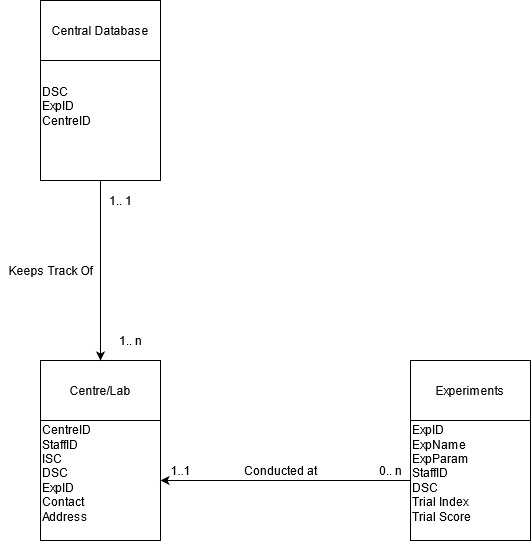 Central Database
DSC
ExpID
CentreID
1.. 1
Keeps Track Of
1.. n
Centre/Lab
CentreID
StaffID
ISC
DSC
ExpID
Contact
Address
1..1
Conducted at
0.. n
Experiments
ExpID
ExpName
ExpParam
StaffID
DSC
Trial Index
Trial Score